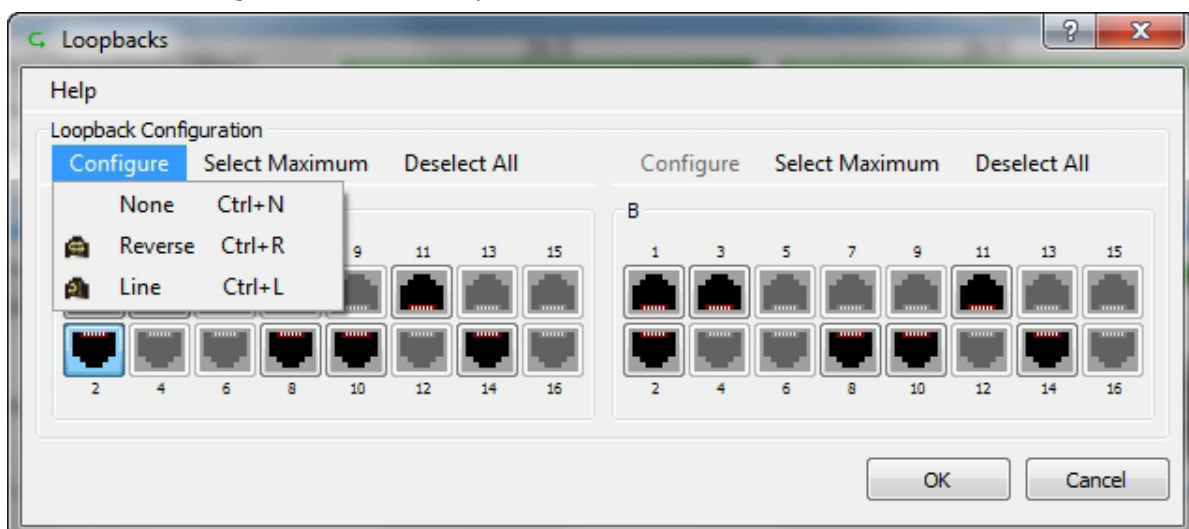 Loopbacks
?
X
Help
Loopback Configuration
Configure Select Maximum Deselect All
Configure Select Maximum Deselect All
None Ctrl+N
Reverse Ctrl+R
Line Ctrl+L
9 11 13 15
2 4 6 8 10 12 14 16
B
1 3 5 7 9 11 13 15
2 4 6 8 10 12 14 16
OK Cancel